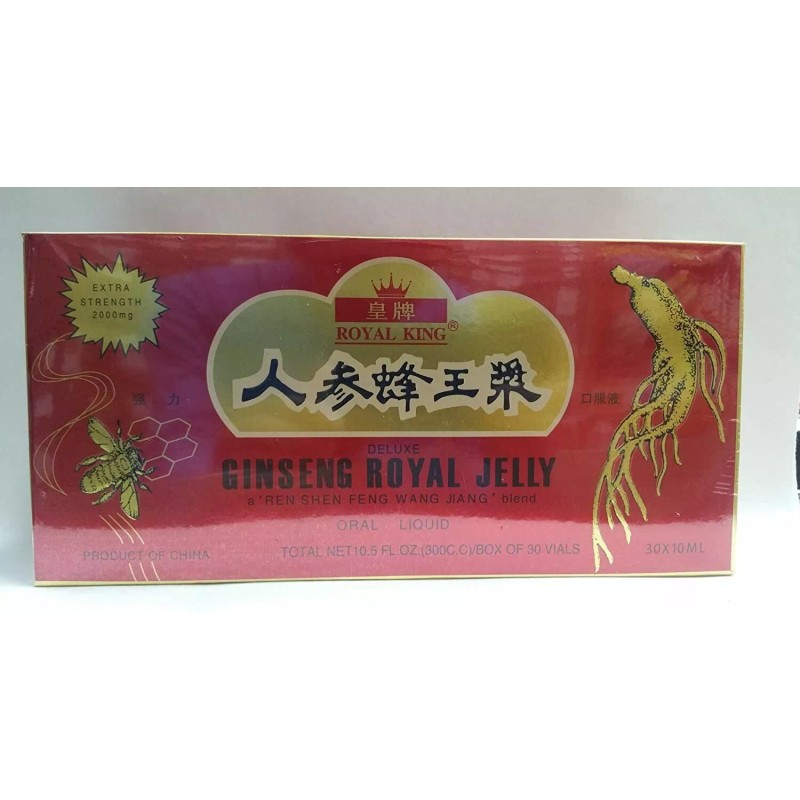 EXTRA
STRENGTH
2000mg
皇牌
ROYAL KING®
人参蜂王漿
强力
口服液
DELUXE
GINSENG ROYAL JELLY
a 'REN SHEN FENG WANG JIANG' blend
ORAL LIQUID
PRODUCT OF CHINA
TOTAL NET10.5 FL.OZ.(300C.C)/BOX OF 30 VIALS
30X10ML